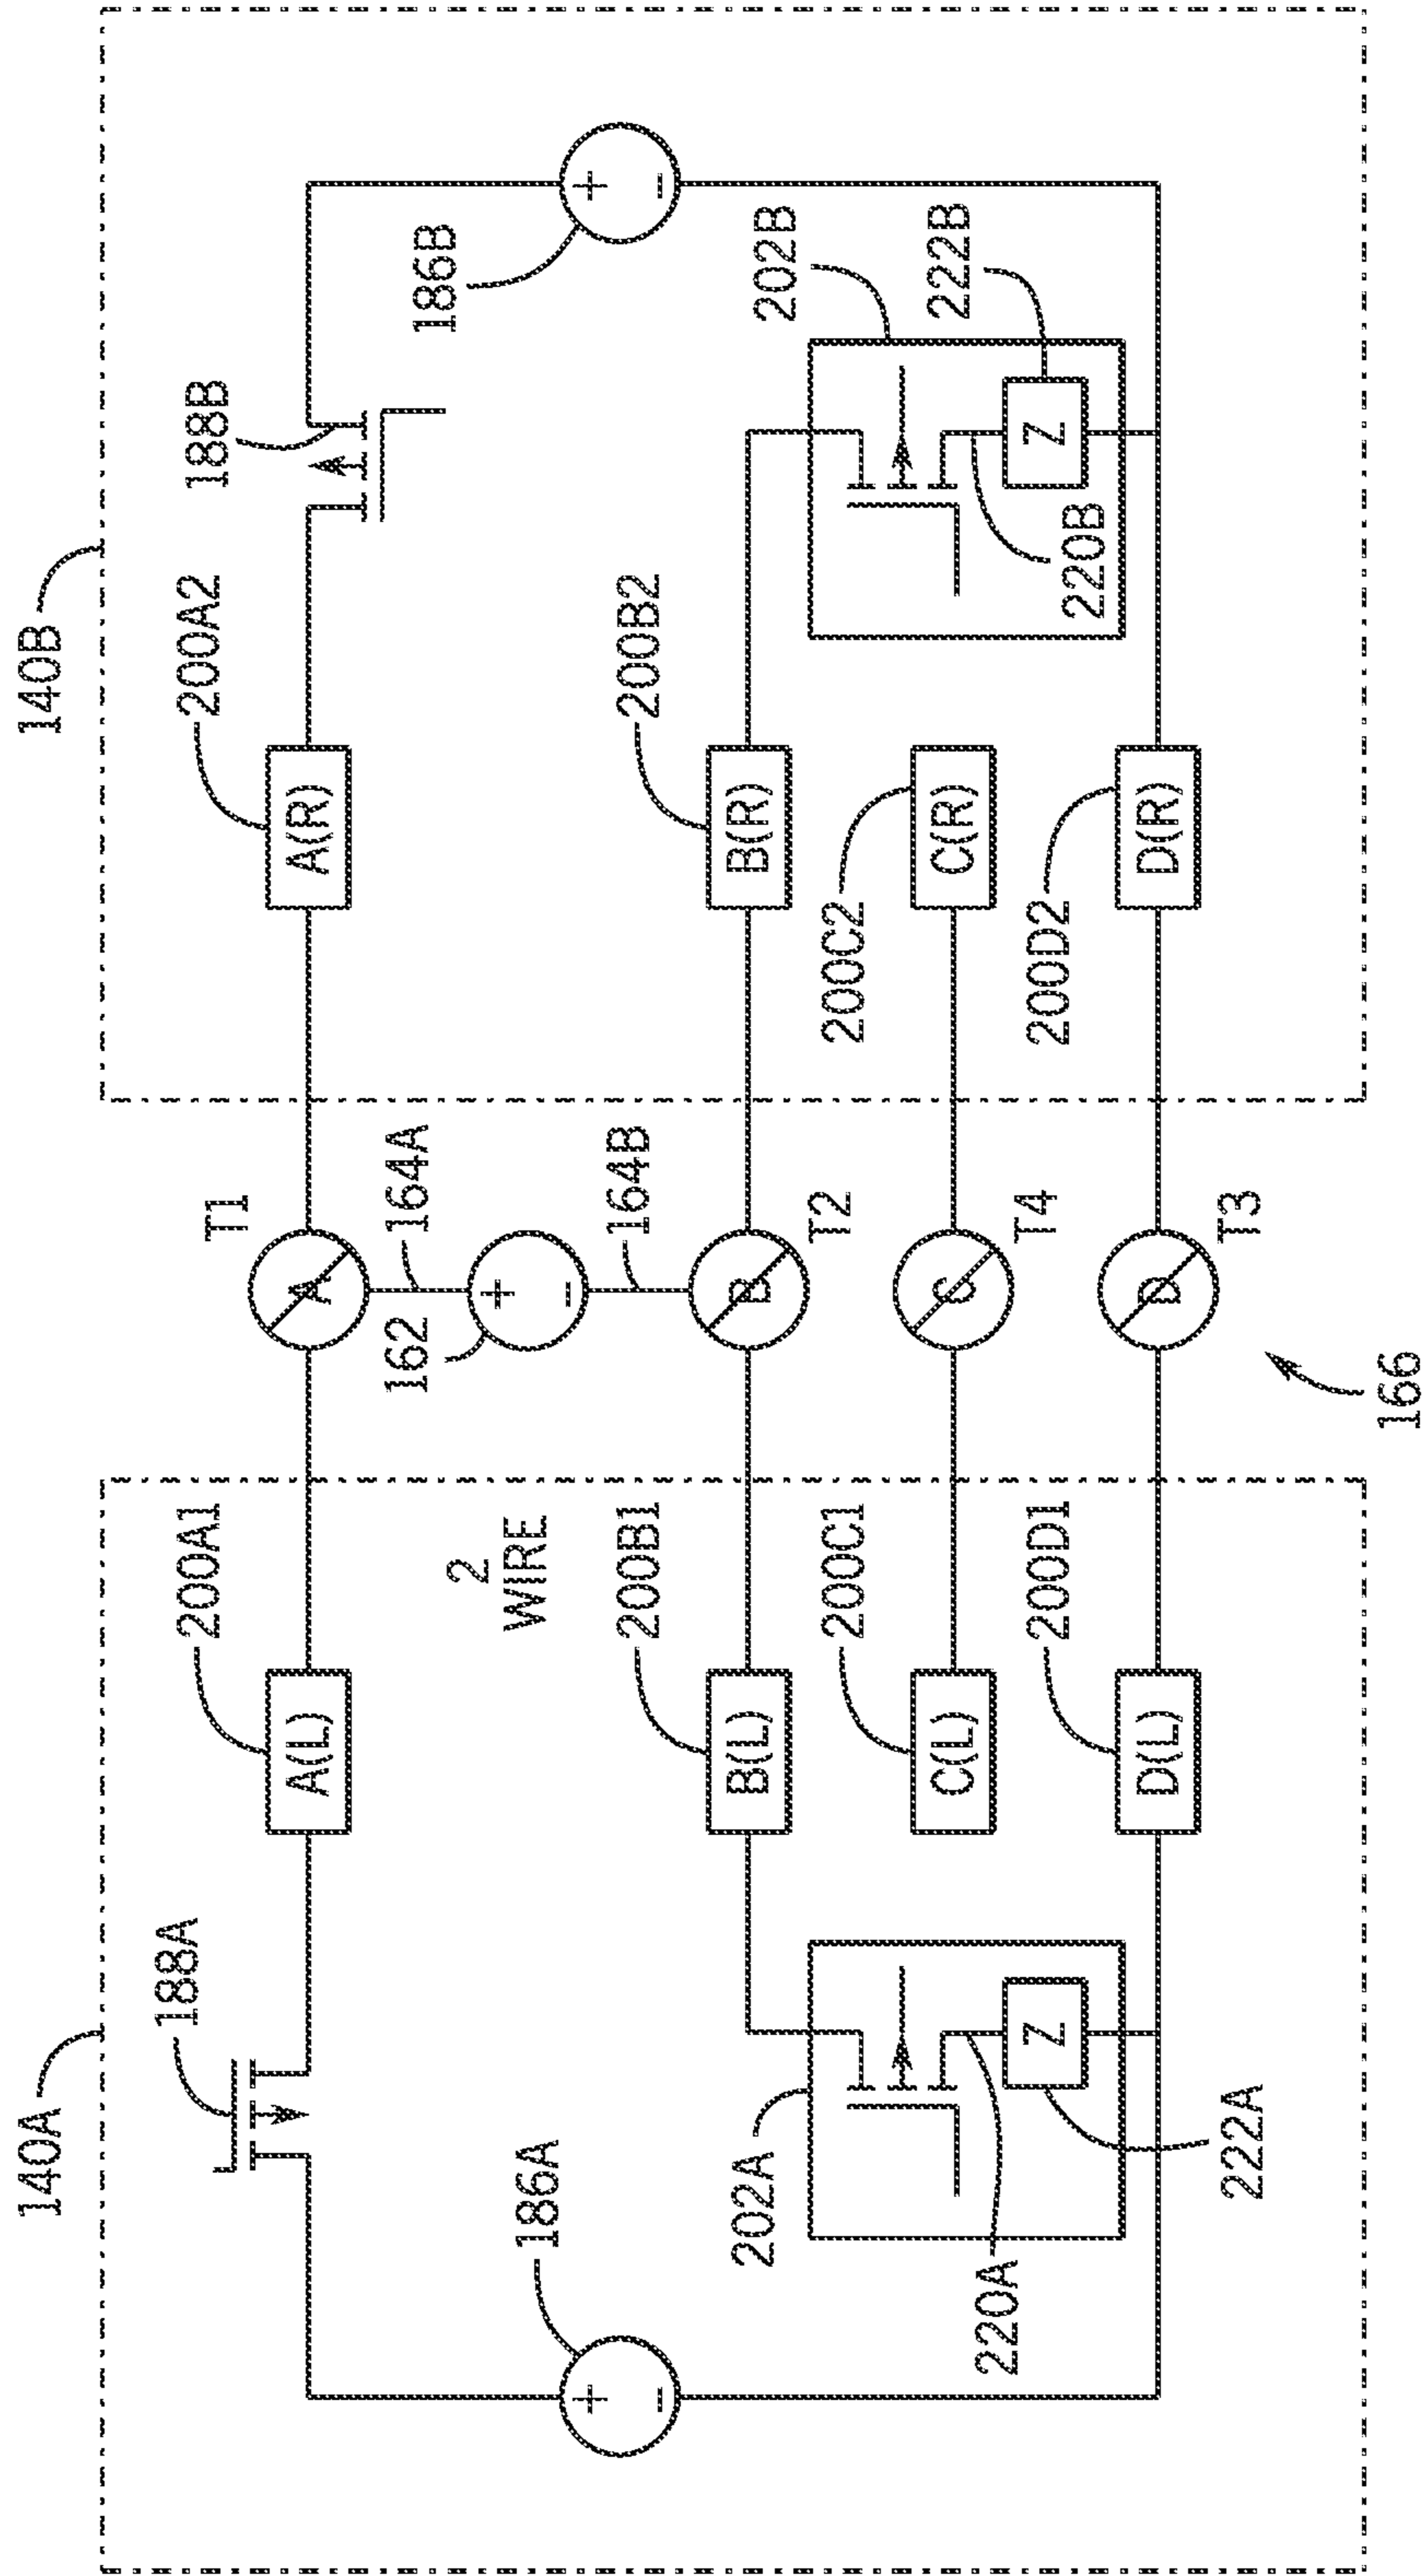 140A
140B
188A
200A1
A(L)
T1
A
200A2
A(R)
188B
186A
+
−
2
WIRE
164A
162
+
−
164B
186B
+
−
202A
200B1
B(L)
B
T2
200B2
B(R)
202B
220A
Z
222A
200C1
C(L)
C
T4
200C2
C(R)
220B
Z
222B
200D1
D(L)
D
T3
200D2
D(R)
166